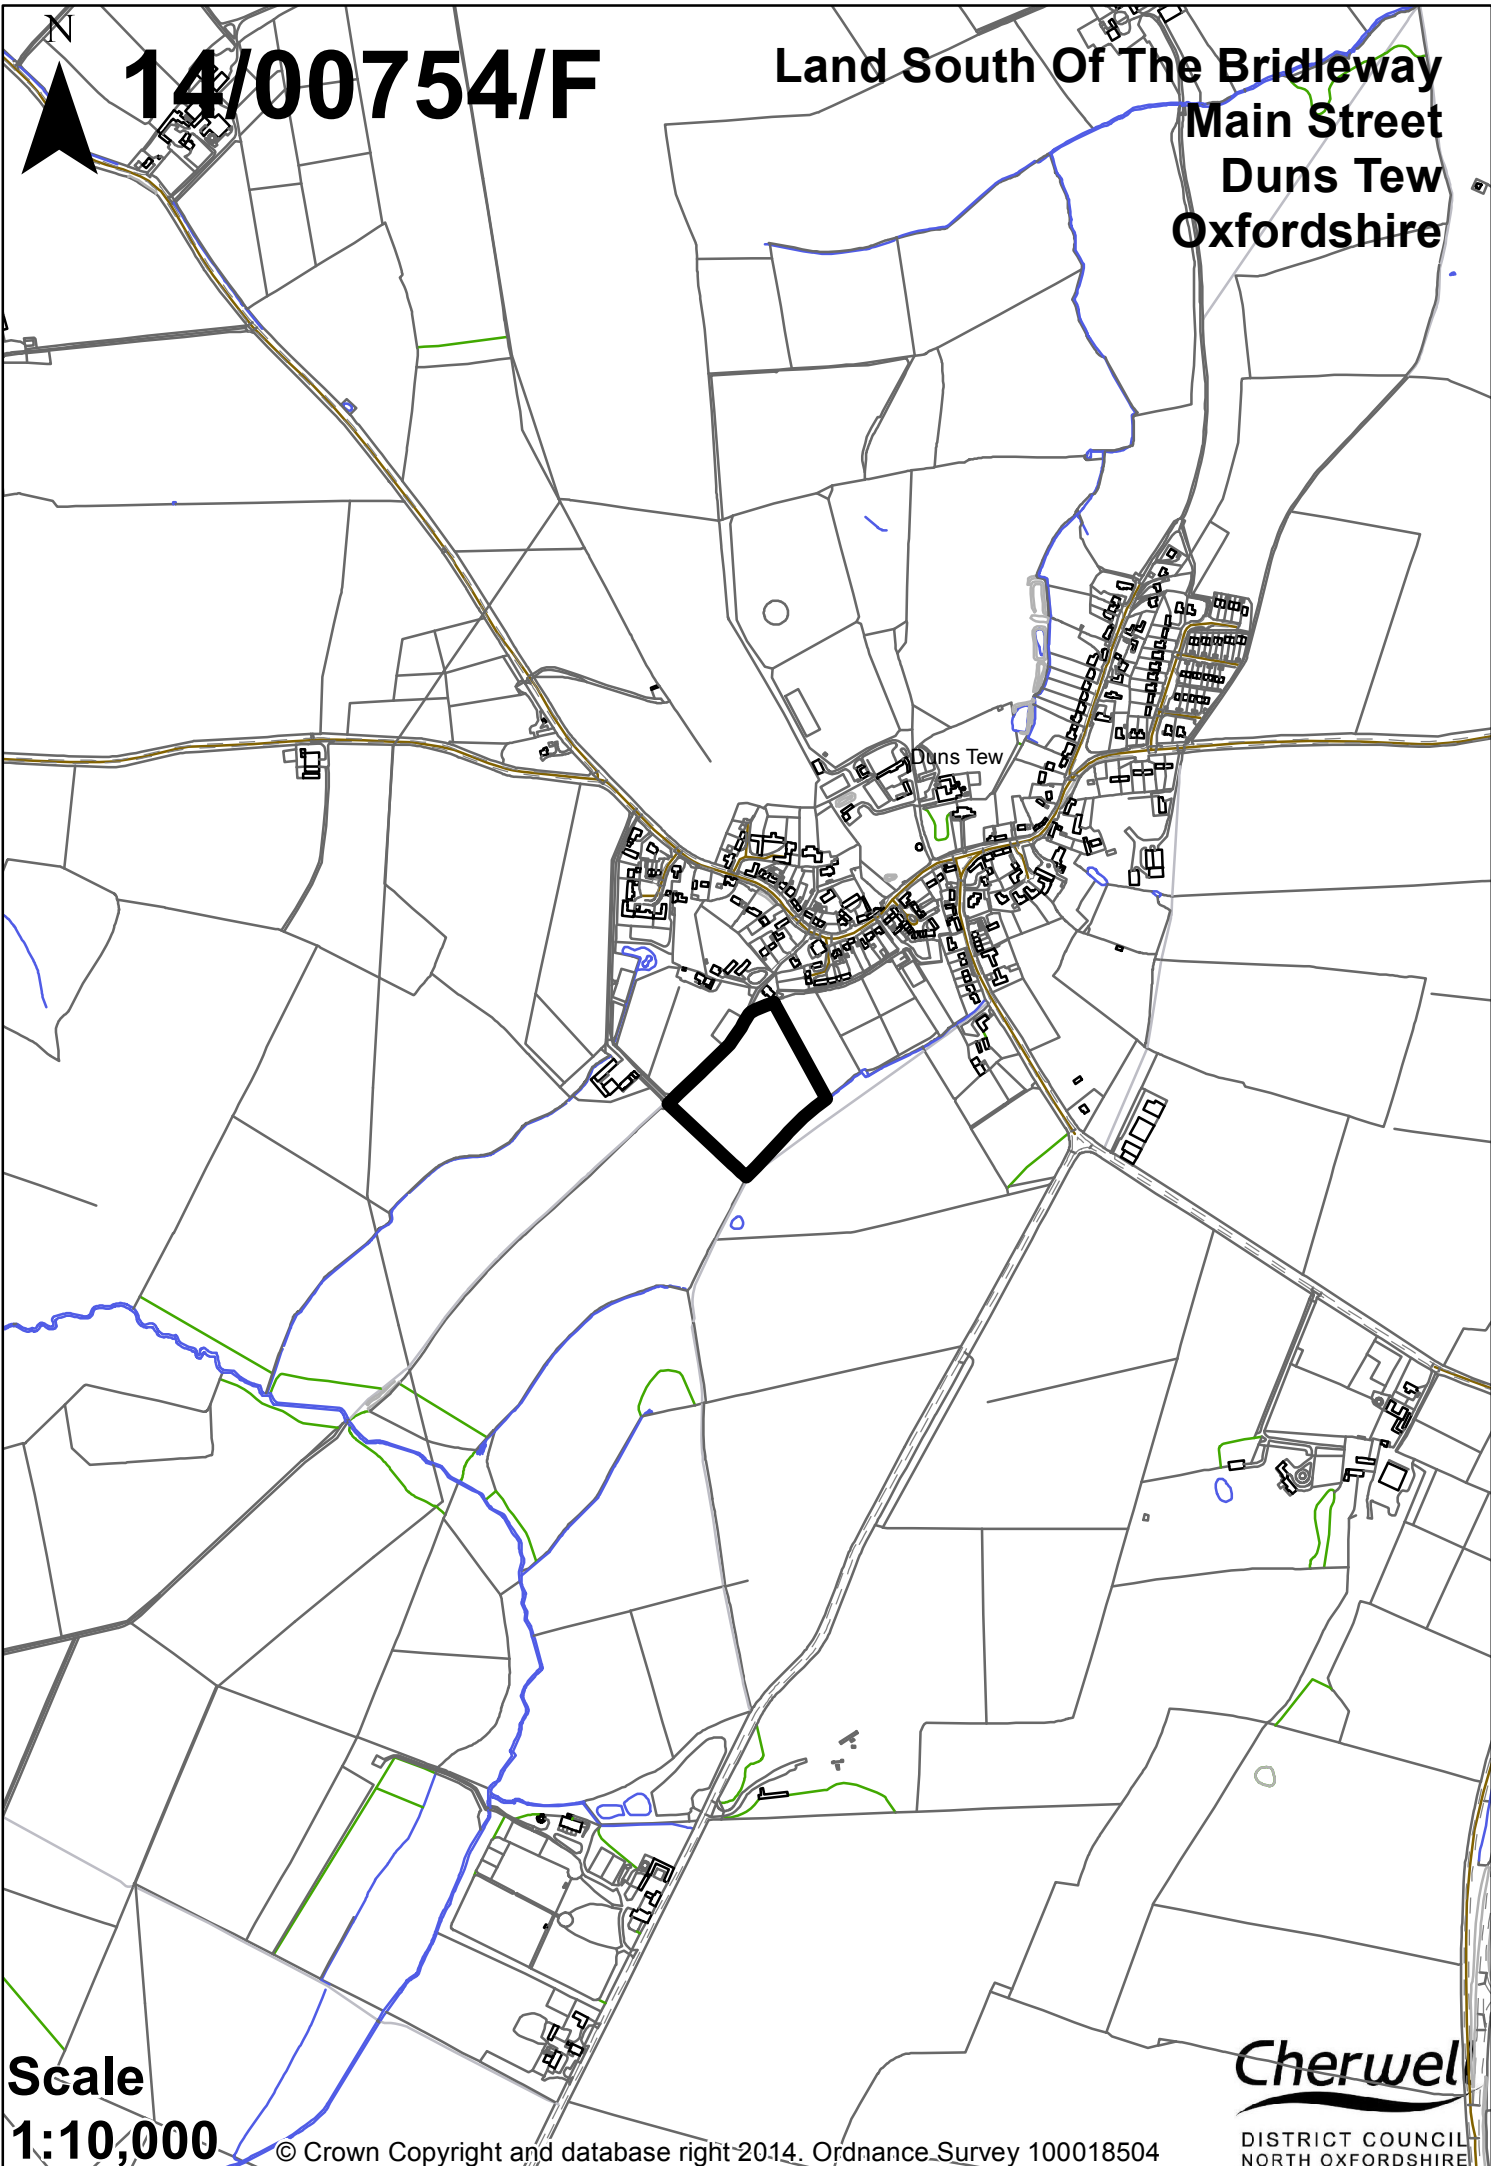 N
14/00754/F
Land South Of The Bridleway
Main Street
Duns Tew
Oxfordshire
Duns Tew
Scale
1:10,000
© Crown Copyright and database right 2014. Ordnance Survey 100018504
Cherwell
DISTRICT COUNCIL
NORTH OXFORDSHIRE